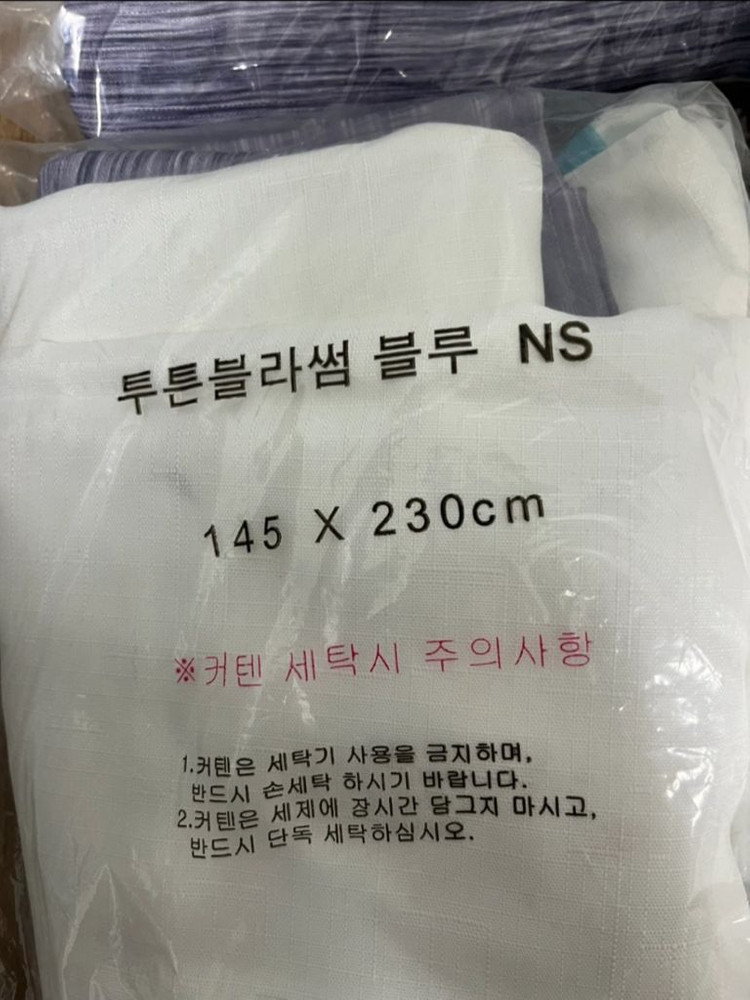 투톤블라썸 블루 NS
145 X 230cm
※커텐 세탁시 주의사항
1.커텐은 세탁기 사용을 금지하며,
반드시 손세탁 하시기 바랍니다.
2.커텐은 세제에 장시간 담그지 마시고,
반드시 단독 세탁하십시오.